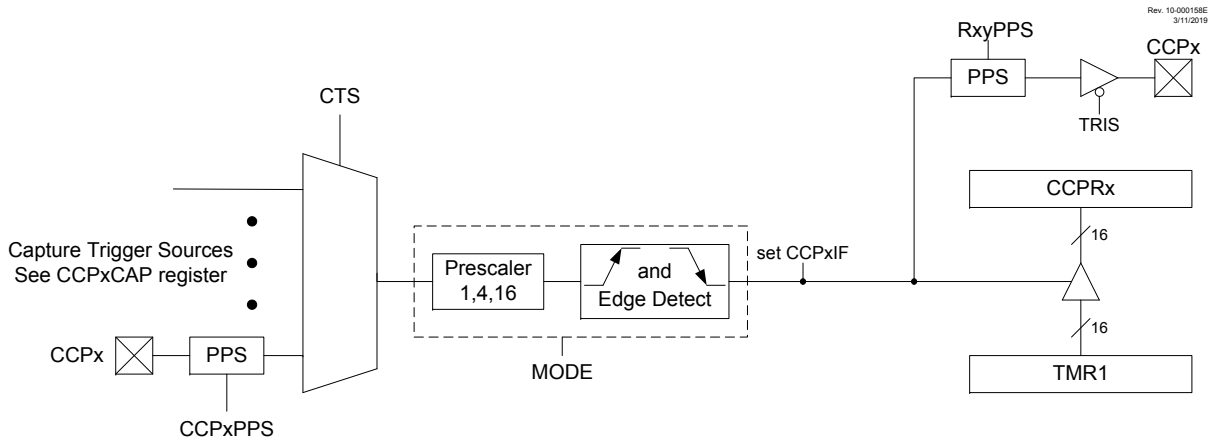 Rev. 10-000158E
3/11/2019
RxyPPS
CCPx
PPS
TRIS
CTS
CCPRx
16
Capture Trigger Sources
See CCPxCAP register
Prescaler
1,4,16
and
Edge Detect
set CCPxIF
16
CCPx
PPS
MODE
TMR1
CCPxPPS